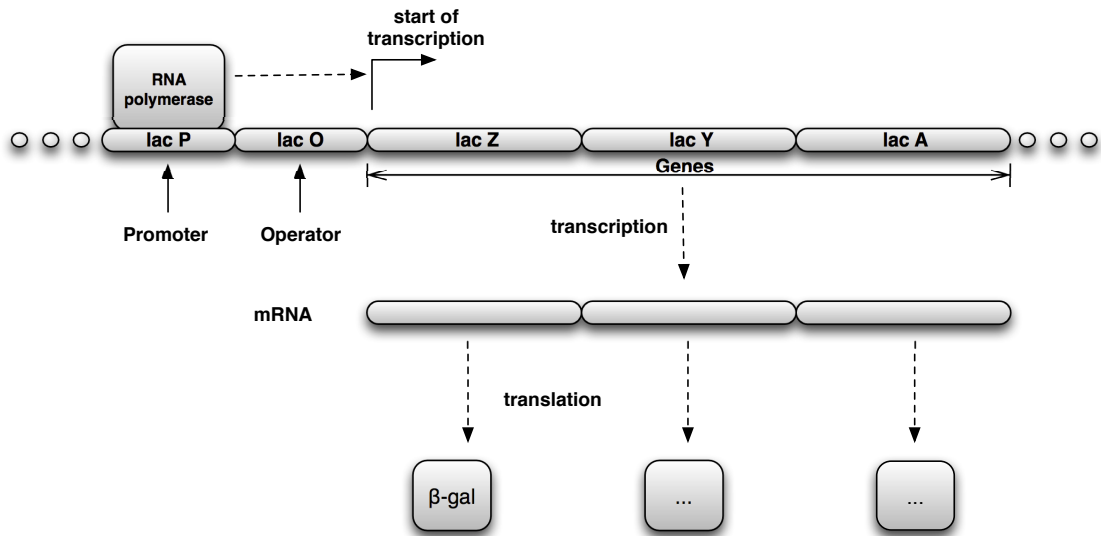 start of
transcription
RNA
polymerase
lac P
lac O
lac Z
lac Y
lac A
Genes
Promoter
Operator
transcription
mRNA
translation
β-gal
...
...